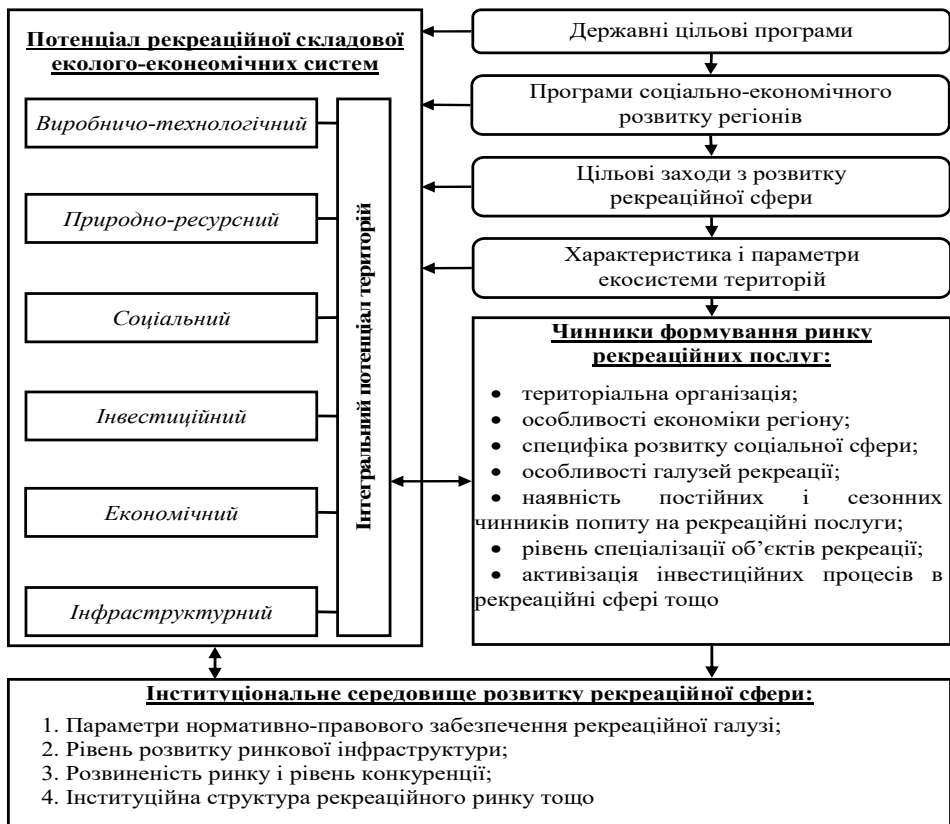 Потенціал рекреаційної складової
еколого-еконеомічних систем
Виробничо-технологічний
Природно-ресурсний
Соціальний
Інвестиційний
Економічний
Інфраструктурний
Інтегральний потенціал територій
Державні цільові програми
Програми соціально-економічного
розвитку регіонів
Цільові заходи з розвитку
рекреаційної сфери
Характеристика і параметри
екосистеми територій
Чинники формування ринку
рекреаційних послуг:
• територіальна організація;
• особливості економіки регіону;
• специфіка розвитку соціальної сфери;
• особливості галузей рекреації;
• наявність постійних і сезонних
чинників попиту на рекреаційні послуги;
• рівень спеціалізації об’єктів рекреації;
• активізація інвестиційних процесів в
рекреаційні сфері тощо
Інституціональне середовище розвитку рекреаційної сфери:
1. Параметри нормативно-правового забезпечення рекреаційної галузі;
2. Рівень розвитку ринкової інфраструктури;
3. Розвиненість ринку і рівень конкуренції;
4. Інституційна структура рекреаційного ринку тощо